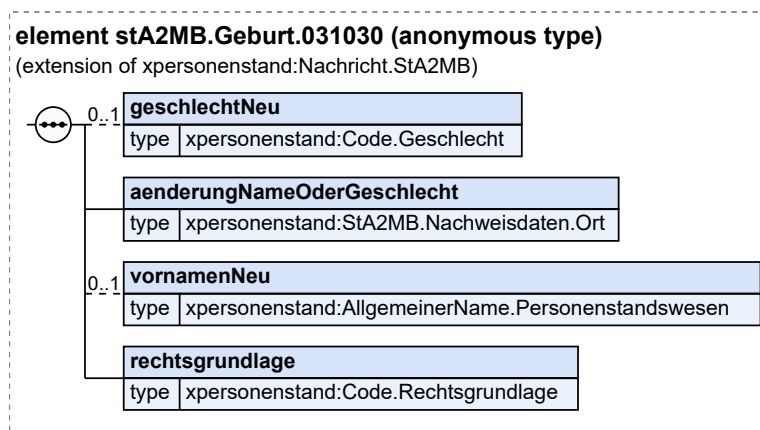 element stA2MB.Geburt.031030 (anonymous type)
(extension of xpersonenstand:Nachricht.StA2MB)
0..1
geschlechtNeu
type xpersonenstand:Code.Geschlecht
aenderungNameOderGeschlecht
type xpersonenstand:StA2MB.Nachweisdaten.Ort
0..1
vornamenNeu
type xpersonenstand:AllgemeinerName.Personenstandswesen
rechtsgrundlage
type xpersonenstand:Code.Rechtsgrundlage